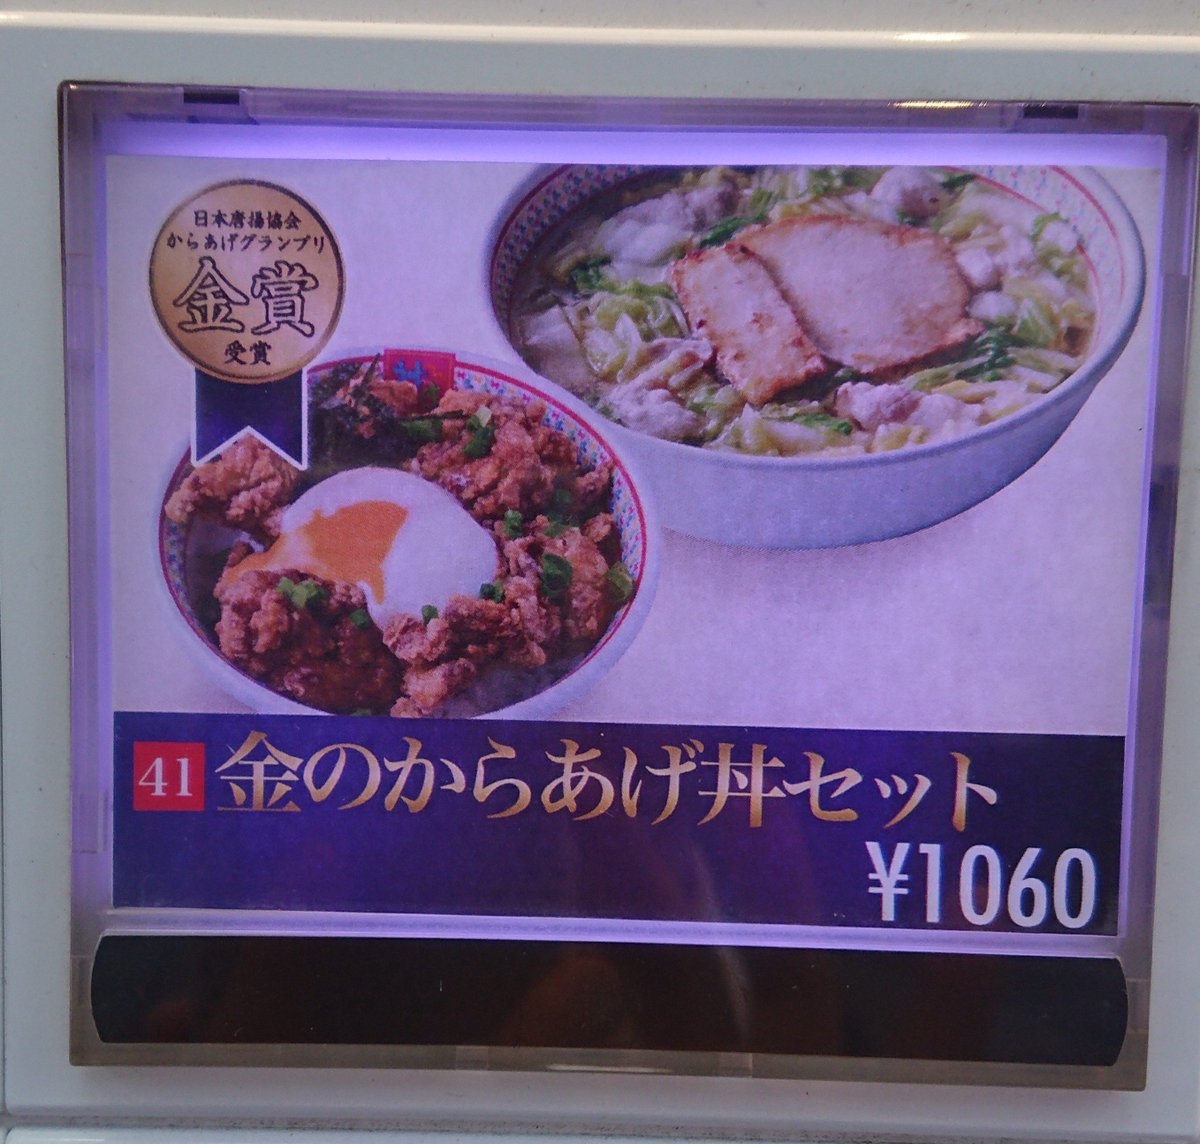 日本唐揚協会
からあげグランプリ
金賞
受賞
41 金のからあげ丼セット
¥1060